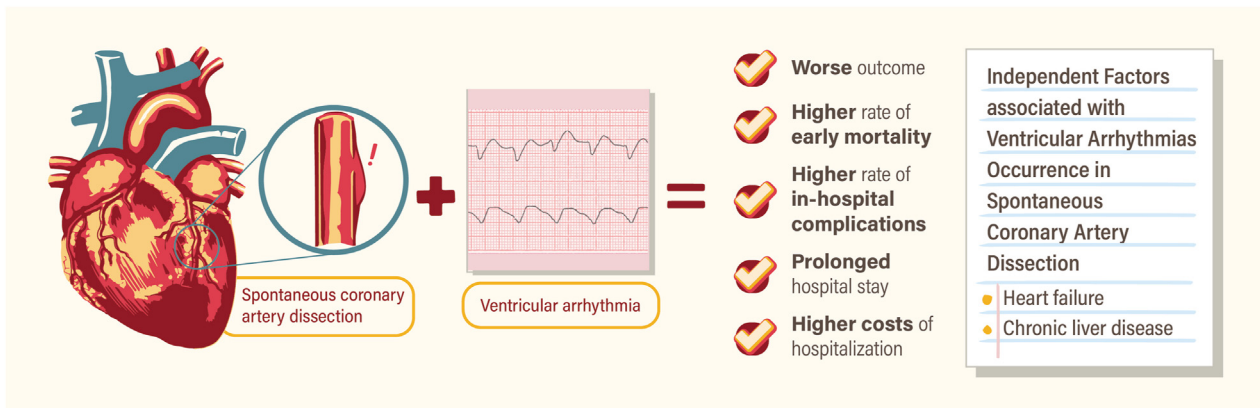 Spontaneous coronary
artery dissection
Ventricular arrhythmia
Worse outcome
Higher rate of
early mortality
Higher rate of
in-hospital
complications
Prolonged
hospital stay
Higher costs of
hospitalization
Independent Factors
associated with
Ventricular Arrhythmias
Occurrence in
Spontaneous
Coronary Artery
Dissection
Heart failure
Chronic liver disease